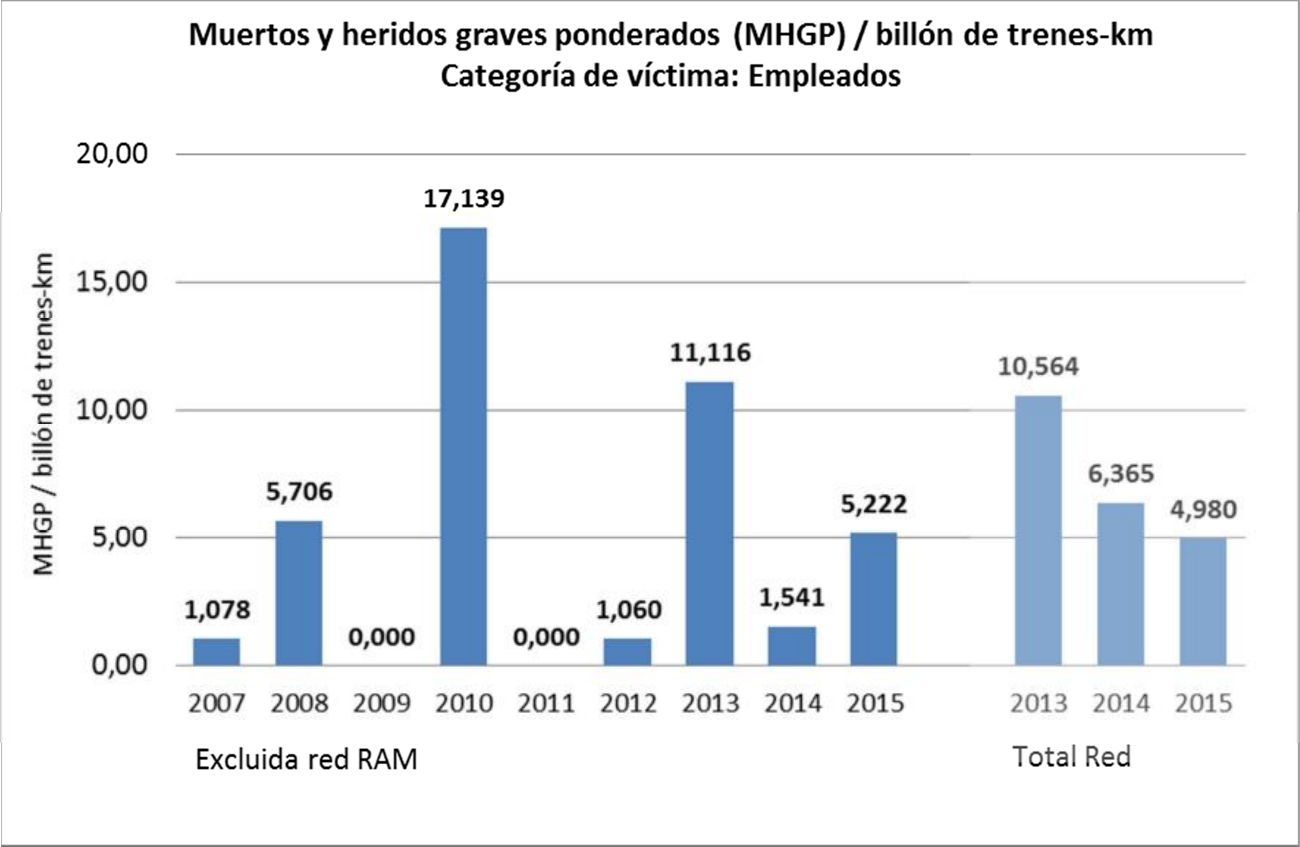 Muertos y heridos graves ponderados (MHGP) / billón de trenes-km
Categoría de víctima: Empleados
MHGP / billón de trenes-km
20,00
15,00
10,00
5,00
0,00
1,078
5,706
0,000
17,139
0,000
1,060
11,116
1,541
5,222
10,564
6,365
4,980
2007 2008 2009 2010 2011 2012 2013 2014 2015 2013 2014 2015
Excluida red RAM
Total Red